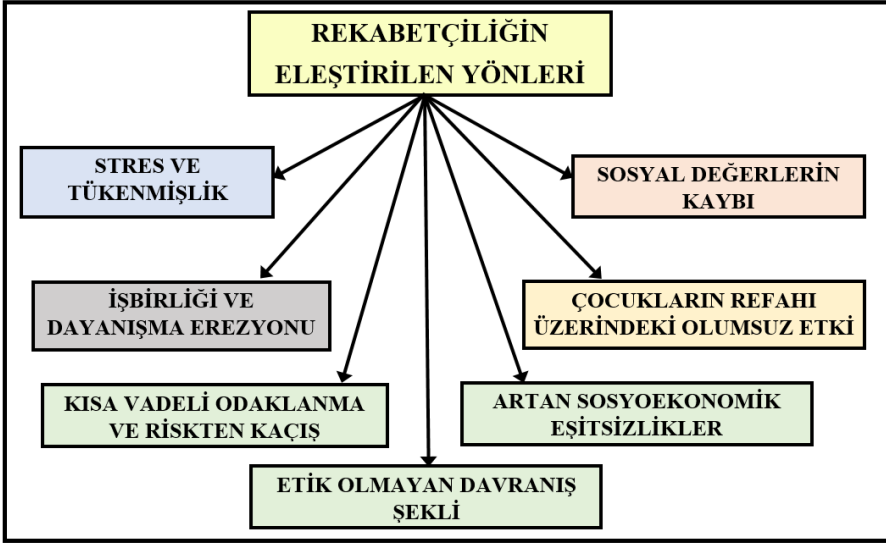 REKABETÇİLİĞİN
ELEŞTİRİLEN YÖNLERİ
STRES VE
TÜKENMİŞLİK
SOSYAL DEĞERLERİN
KAYBI
İŞBİRLİĞİ VE
DAYANIŞMA EREZYONU
ÇOCUKLARIN REFAHI
ÜZERİNDEKİ OLUMSUZ ETKİ
KISA VADELİ ODAKLANMA
VE RİSKTEN KAÇIŞ
ARTAN SOSYOEKONOMİK
EŞİTSİZLİKLER
ETİK OLMAYAN DAVRANIŞ
ŞEKLİ